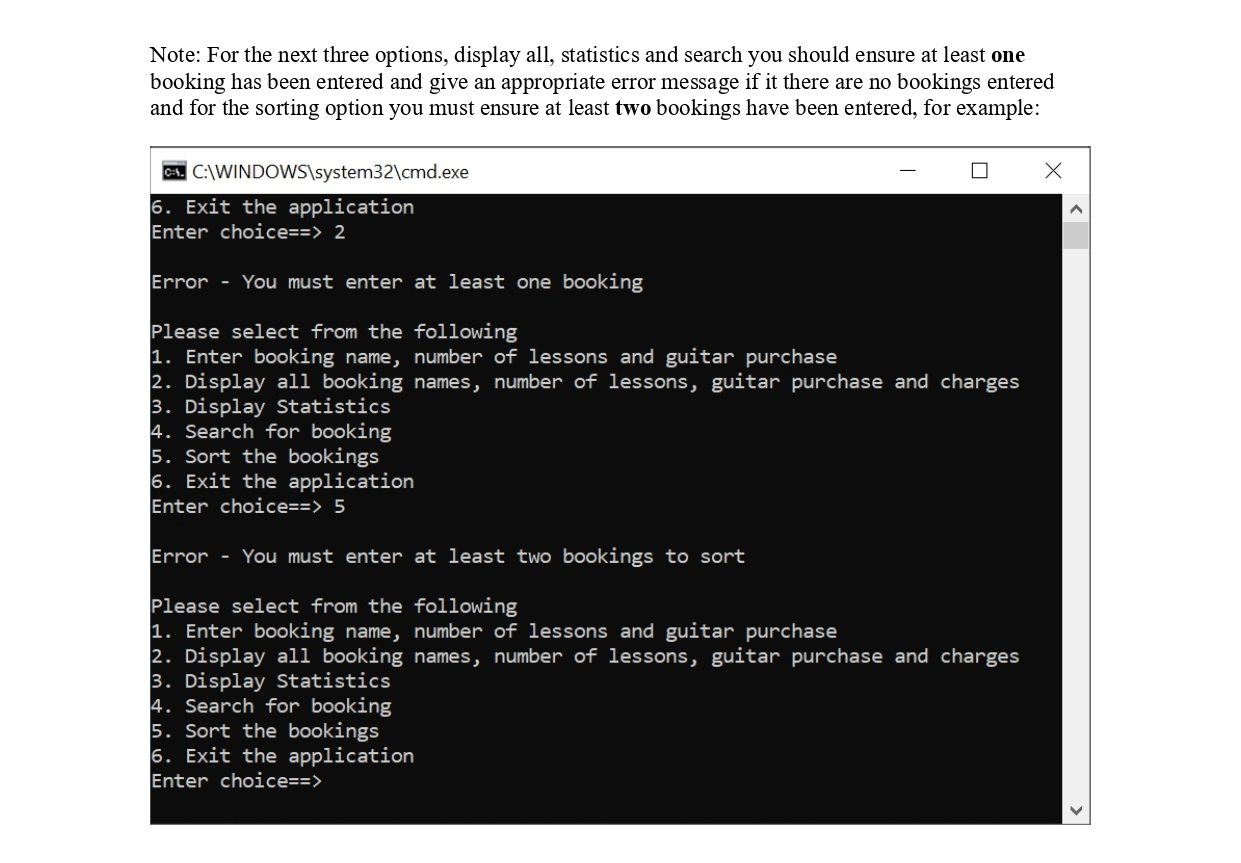 Note: For the next three options, display all, statistics and search you should ensure at least one
booking has been entered and give an appropriate error message if it there are no bookings entered
and for the sorting option you must ensure at least two bookings have been entered, for example:
C:\WINDOWS\system32\cmd.exe
6. Exit the application
Enter choice==> 2
Error - You must enter at least one booking
Please select from the following
1. Enter booking name, number of lessons and guitar purchase
2. Display all booking names, number of lessons, guitar purchase and charges
3. Display Statistics
4. Search for booking
5. Sort the bookings
6. Exit the application
Enter choice==> 5
Error - You must enter at least two bookings to sort
Please select from the following
1. Enter booking name, number of lessons and guitar purchase
2. Display all booking names, number of lessons, guitar purchase and charges
3. Display Statistics
4. Search for booking
5. Sort the bookings
6. Exit the application
Enter choice==>